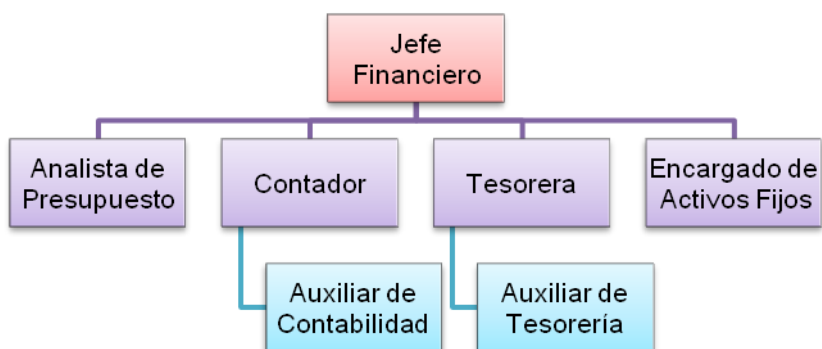 Jefe
Financiero
Analista de
Presupuesto
Contador
Tesorera
Encargado de
Activos Fijos
Auxiliar de
Contabilidad
Auxiliar de
Tesorería